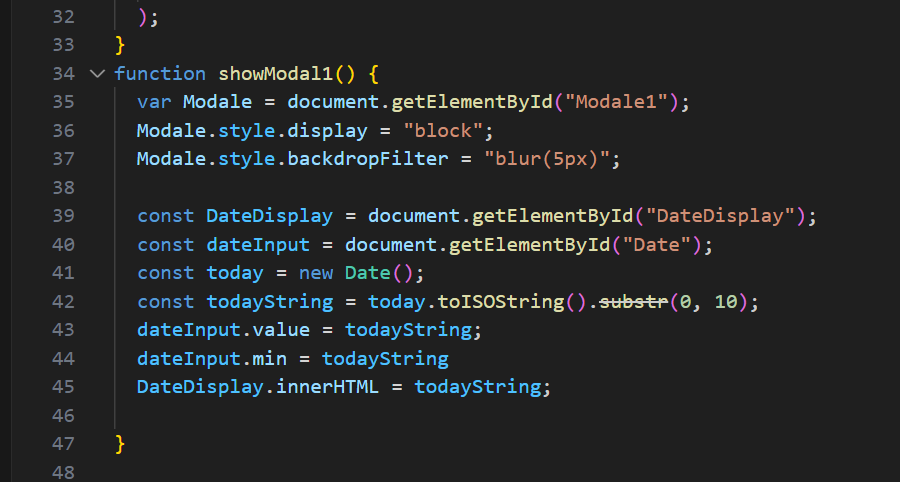 32 );
33 }
34 function showModal1() {
35 var Modale = document.getElementById("Modale1");
36 Modale.style.display = "block";
37 Modale.style.backdropFilter = "blur(5px)";
38
39 const DateDisplay = document.getElementById("DateDisplay");
40 const dateInput = document.getElementById("Date");
41 const today = new Date();
42 const todayString = today.toISOString().substr(0, 10);
43 dateInput.value = todayString;
44 dateInput.min = todayString
45 DateDisplay.innerHTML = todayString;
46
47 }
48